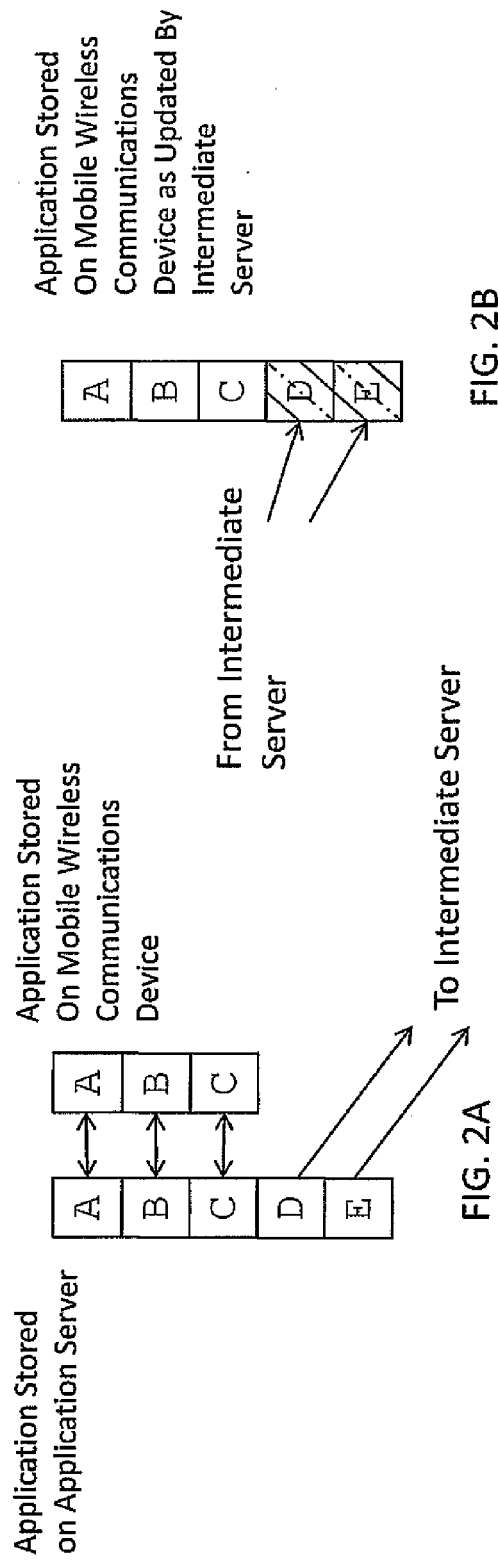 Application Stored
on Application Server
A
B
C
D
E
Application Stored
On Mobile Wireless
Communications
Device
A
B
C
To Intermediate Server
FIG. 2A
From Intermediate
Server
A
B
C
D
E
Application Stored
On Mobile Wireless
Communications
Device as Updated By
Intermediate
Server
FIG. 2B